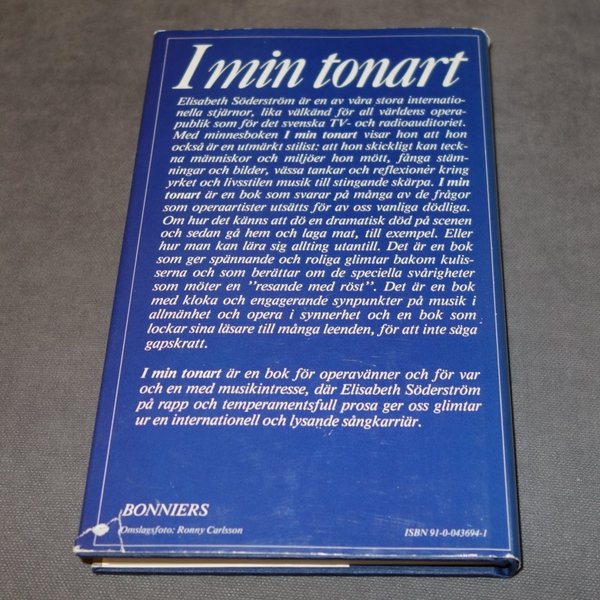 I min tonart
Elisabeth Söderström är en av våra stora internatio-
nella stjärnor, lika välkänd för all världens opera-
publik som för det svenska TV- och radioauditoriet.
Med minnesboken I min tonart visar hon att hon
också är en utmärkt stilist: att hon skickligt kan teck-
na människor och miljöer hon mött, fånga stäm-
ningar och bilder, vässa tankar och reflexioner kring
yrket och livsstilen musik till stingande skärpa. I min
tonart är en bok som svarar på många av de frågor
som operaartister utsätts för av oss vanliga dödliga.
Om hur det känns att dö en dramatisk död på scenen
och sedan gå hem och laga mat, till exempel. Eller
hur man kan lära sig allting utantill. Det är en bok
som ger spännande och roliga glimtar bakom kulis-
serna och som berättar om de speciella svårigheter
som möter en ”resande med röst”. Det är en bok
med kloka och engagerande synpunkter på musik i
allmänhet och opera i synnerhet och en bok som
lockar sina läsare till många leenden, för att inte säga
gapskratt.
I min tonart är en bok för operavänner och för var
och en med musikintresse, där Elisabeth Söderström
på rapp och temperamentsfull prosa ger oss glimtar
ur en internationell och lysande sångkarriär.
BONNIERS
Omslagsfoto: Ronny Carlsson
ISBN 91-0-043694-1